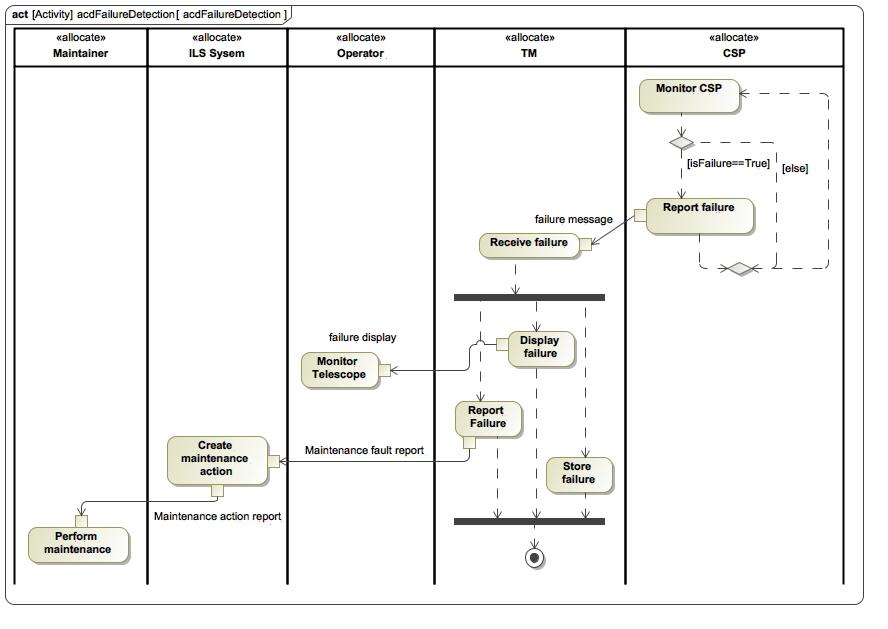 act [Activity] acdFailureDetection[ acdFailureDetection ]
«allocate»
Maintainer
«allocate»
ILS Sysem
«allocate»
Operator
«allocate»
TM
«allocate»
CSP
Monitor CSP
[isFailure==True]
[else]
Report failure
failure message
Receive failure
failure display
Display
failure
Monitor
Telescope
Report
Failure
Create
maintenance
action
Maintenance fault report
Store
failure
Maintenance action report
Perform
maintenance